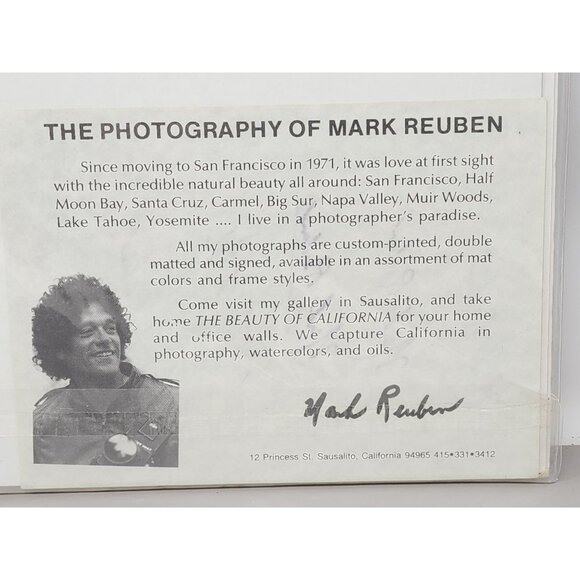 THE PHOTOGRAPHY OF MARK REUBEN
Since moving to San Francisco in 1971, it was love at first sight
with the incredible natural beauty all around: San Francisco, Half
Moon Bay, Santa Cruz, Carmel, Big Sur, Napa Valley, Muir Woods,
Lake Tahoe, Yosemite .... I live in a photographer's paradise.
All my photographs are custom-printed, double
matted and signed, available in an assortment of mat
colors and frame styles.
Come visit my gallery in Sausalito, and take
home THE BEAUTY OF CALIFORNIA for your home
and office walls. We capture California in
photography, watercolors, and oils.
Mark Reuben
12 Princess St. Sausalito, California 94965 415*331*3412